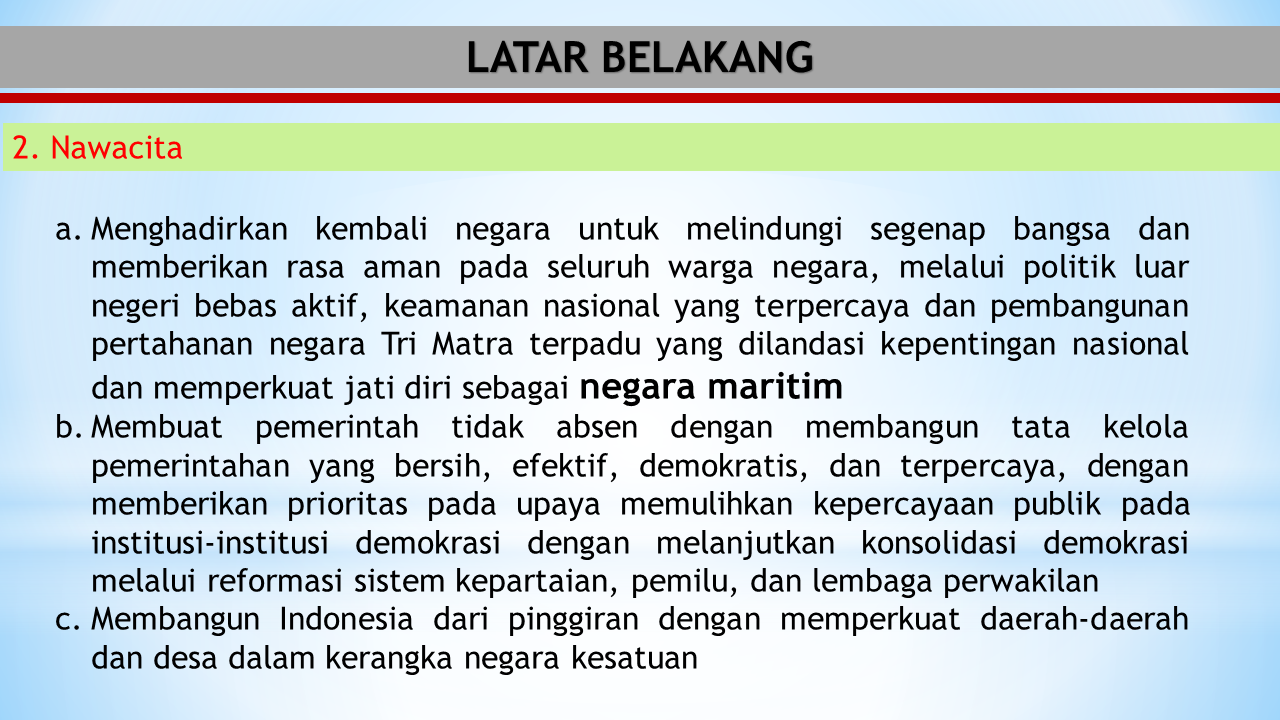 LATAR BELAKANG
2. Nawacita
a. Menghadirkan kembali negara untuk melindungi segenap bangsa dan
memberikan rasa aman pada seluruh warga negara, melalui politik luar
negeri bebas aktif, keamanan nasional yang terpercaya dan pembangunan
pertahanan negara Tri Matra terpadu yang dilandasi kepentingan nasional
dan memperkuat jati diri sebagai negara maritim
b. Membuat pemerintah tidak absen dengan membangun tata kelola
pemerintahan yang bersih, efektif, demokratis, dan terpercaya, dengan
memberikan prioritas pada upaya memulihkan kepercayaan publik pada
institusi-institusi demokrasi dengan melanjutkan konsolidasi demokrasi
melalui reformasi sistem kepartaian, pemilu, dan lembaga perwakilan
c. Membangun Indonesia dari pinggiran dengan memperkuat daerah-daerah
dan desa dalam kerangka negara kesatuan